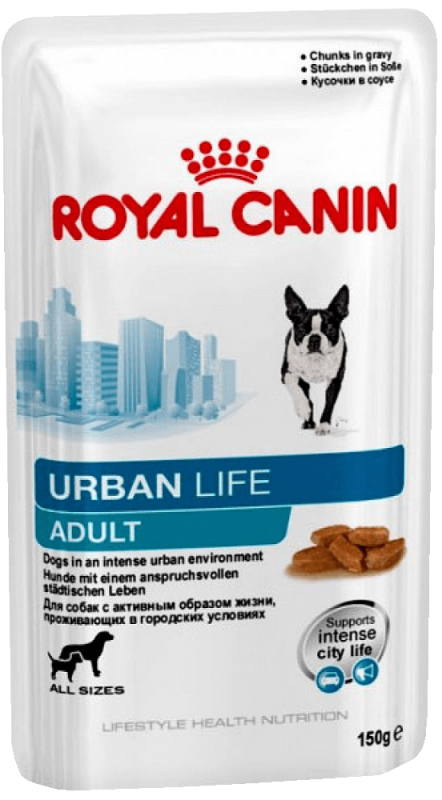 • Chunks in gravy
• Stückchen in Soße
• Кусочки в соусе
ROYAL CANIN
URBAN LIFE
ADULT
Dogs in an intense urban environment
Hunde mit einem anspruchsvollen
städtischen Leben
Для собак с активным образом жизни,
проживающих в городских условиях
Supports
intense
city life
ALL SIZES
LIFESTYLE HEALTH NUTRITION
150g e